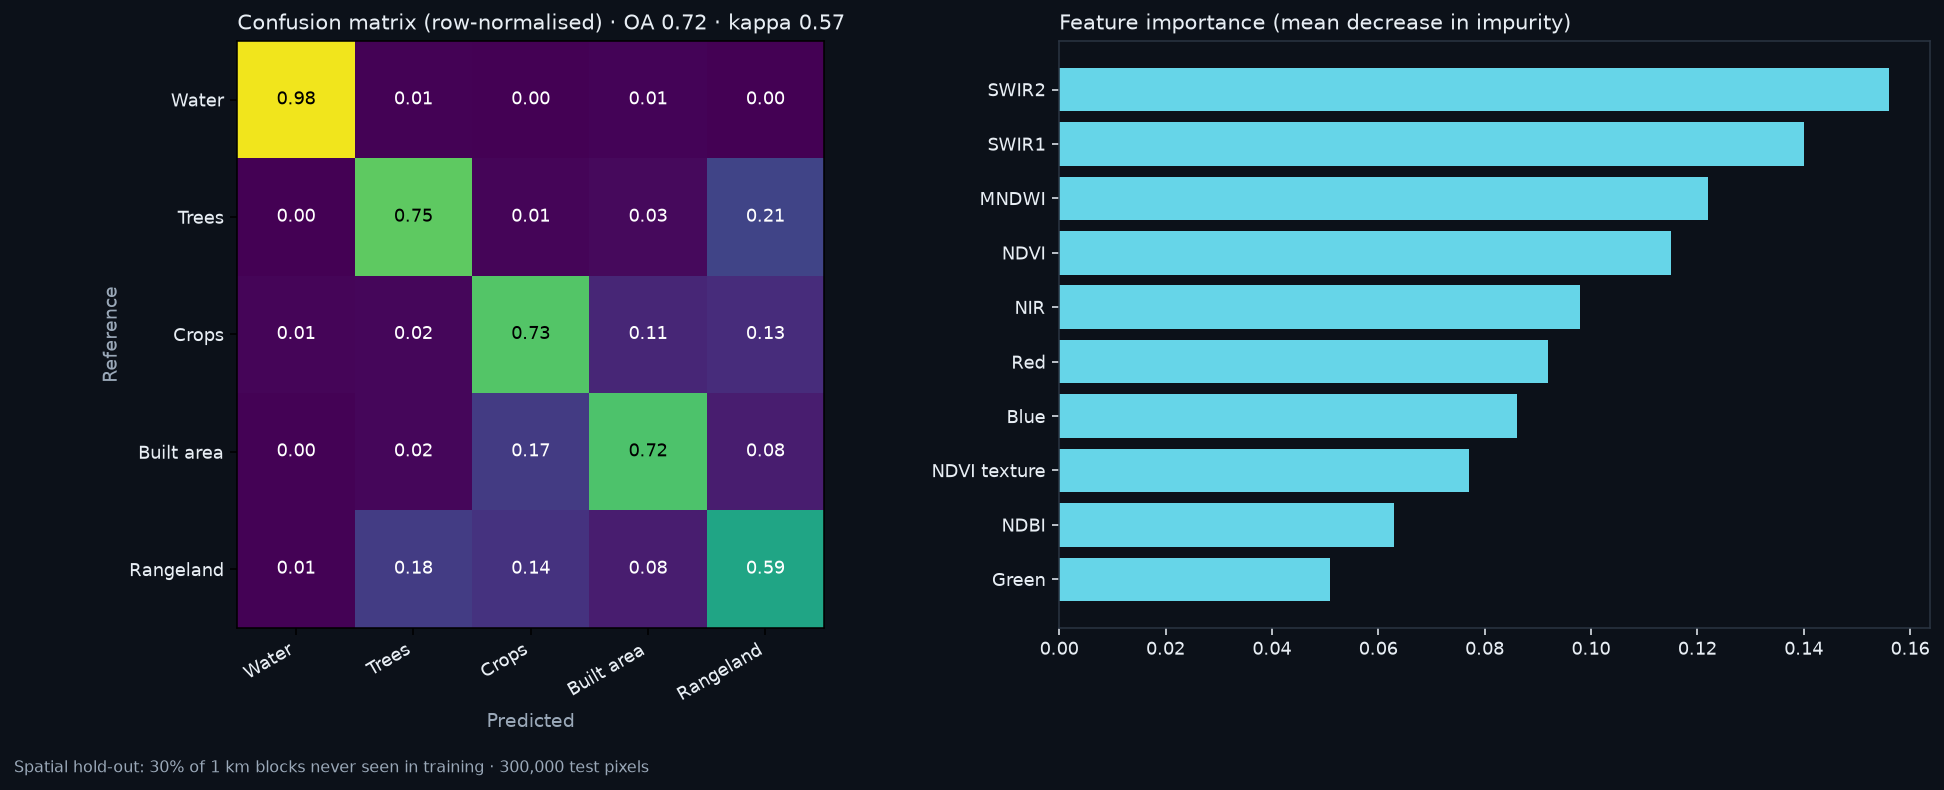 Confusion matrix (row-normalised) · OA 0.72 · kappa 0.57
Reference
Water 0.98 0.01 0.00 0.01 0.00
Trees 0.00 0.75 0.01 0.03 0.21
Crops 0.01 0.02 0.73 0.11 0.13
Built area 0.00 0.02 0.17 0.72 0.08
Rangeland 0.01 0.18 0.14 0.08 0.59
Water Trees Crops Built area Rangeland
Predicted
Feature importance (mean decrease in impurity)
SWIR2
SWIR1
MNDWI
NDVI
NIR
Red
Blue
NDVI texture
NDBI
Green
0.00 0.02 0.04 0.06 0.08 0.10 0.12 0.14 0.16
Spatial hold-out: 30% of 1 km blocks never seen in training · 300,000 test pixels